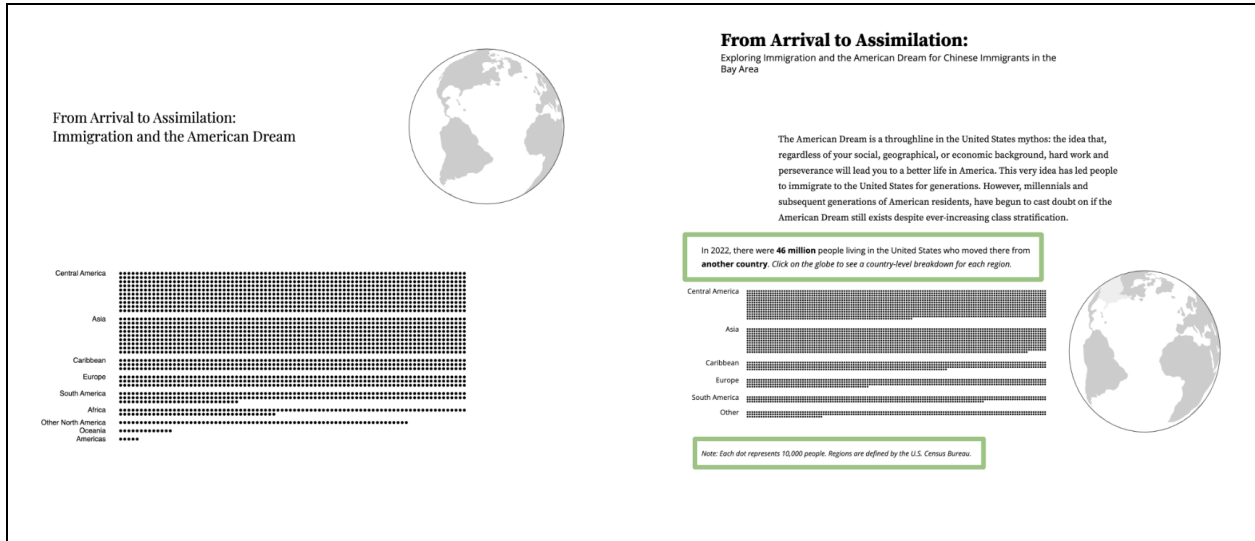 From Arrival to Assimilation:
Immigration and the American Dream
Central America
Asia
Caribbean
Europe
South America
Africa
Other North America
Oceania
Americas
From Arrival to Assimilation:
Exploring Immigration and the American Dream for Chinese Immigrants in the
Bay Area
The American Dream is a throughline in the United States mythos: the idea that,
regardless of your social, geographical, or economic background, hard work and
perseverance will lead you to a better life in America. This very idea has led people
to immigrate to the United States for generations. However, millennials and
subsequent generations of American residents, have begun to cast doubt on if the
American Dream still exists despite ever-increasing class stratification.
In 2022, there were 46 million people living in the United States who moved there from
another country. Click on the globe to see a country-level breakdown for each region.
Central America
Asia
Caribbean
Europe
South America
Other
Note: Each dot represents 10,000 people. Regions are defined by the U.S. Census Bureau.